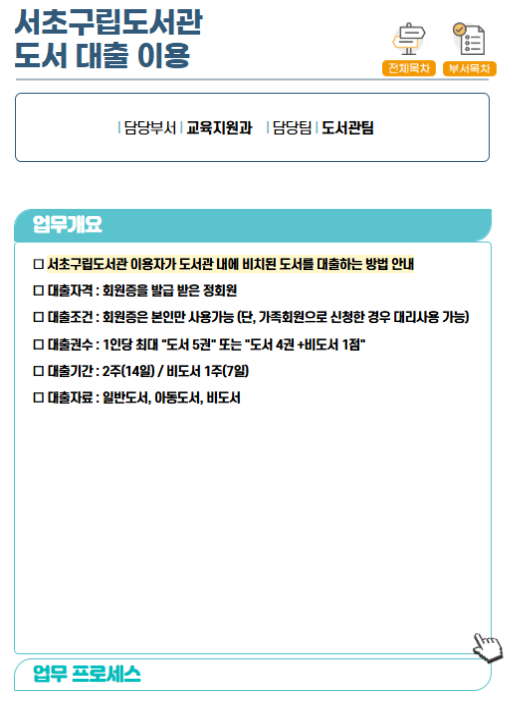 서초구립도서관
도서 대출 이용
전체목차 부서목차
| 담당부서 | 교육지원과 | 담당팀 | 도서관팀
업무개요
□ 서초구립도서관 이용자가 도서관 내에 비치된 도서를 대출하는 방법 안내
□ 대출자격 : 회원증을 발급 받은 정회원
□ 대출조건 : 회원증은 본인만 사용가능 (단, 가족회원으로 신청한 경우 대리사용 가능)
□ 대출권수 : 1인당 최대 "도서 5권" 또는 "도서 4권 +비도서 1점"
□ 대출기간 : 2주(14일) / 비도서 1주(7일)
□ 대출자료 : 일반도서, 아동도서, 비도서
업무 프로세스